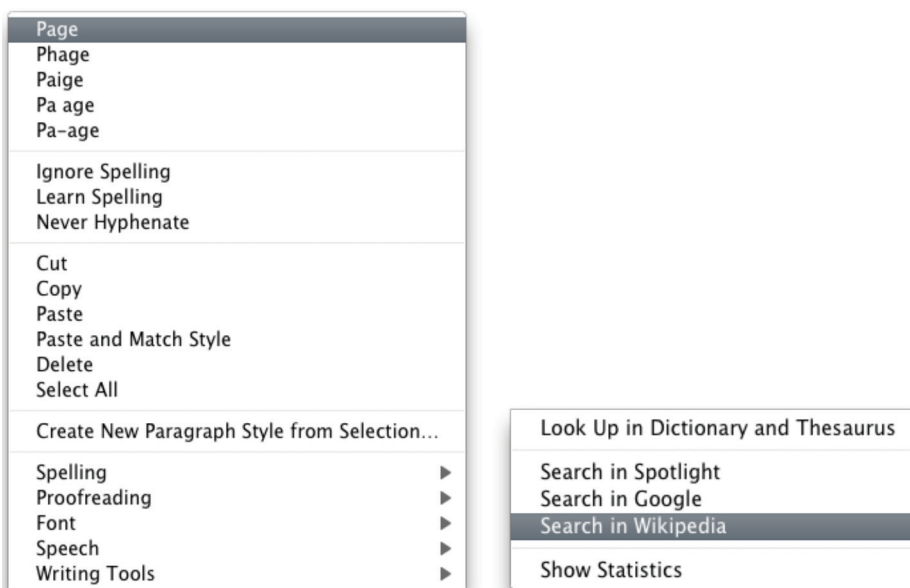 Page
Phage
Paige
Pa age
Pa-age
Ignore Spelling
Learn Spelling
Never Hyphenate
Cut
Copy
Paste
Paste and Match Style
Delete
Select All
Create New Paragraph Style from Selection...
Spelling
Proofreading
Font
Speech
Writing Tools
Look Up in Dictionary and Thesaurus
Search in Spotlight
Search in Google
Search in Wikipedia
Show Statistics